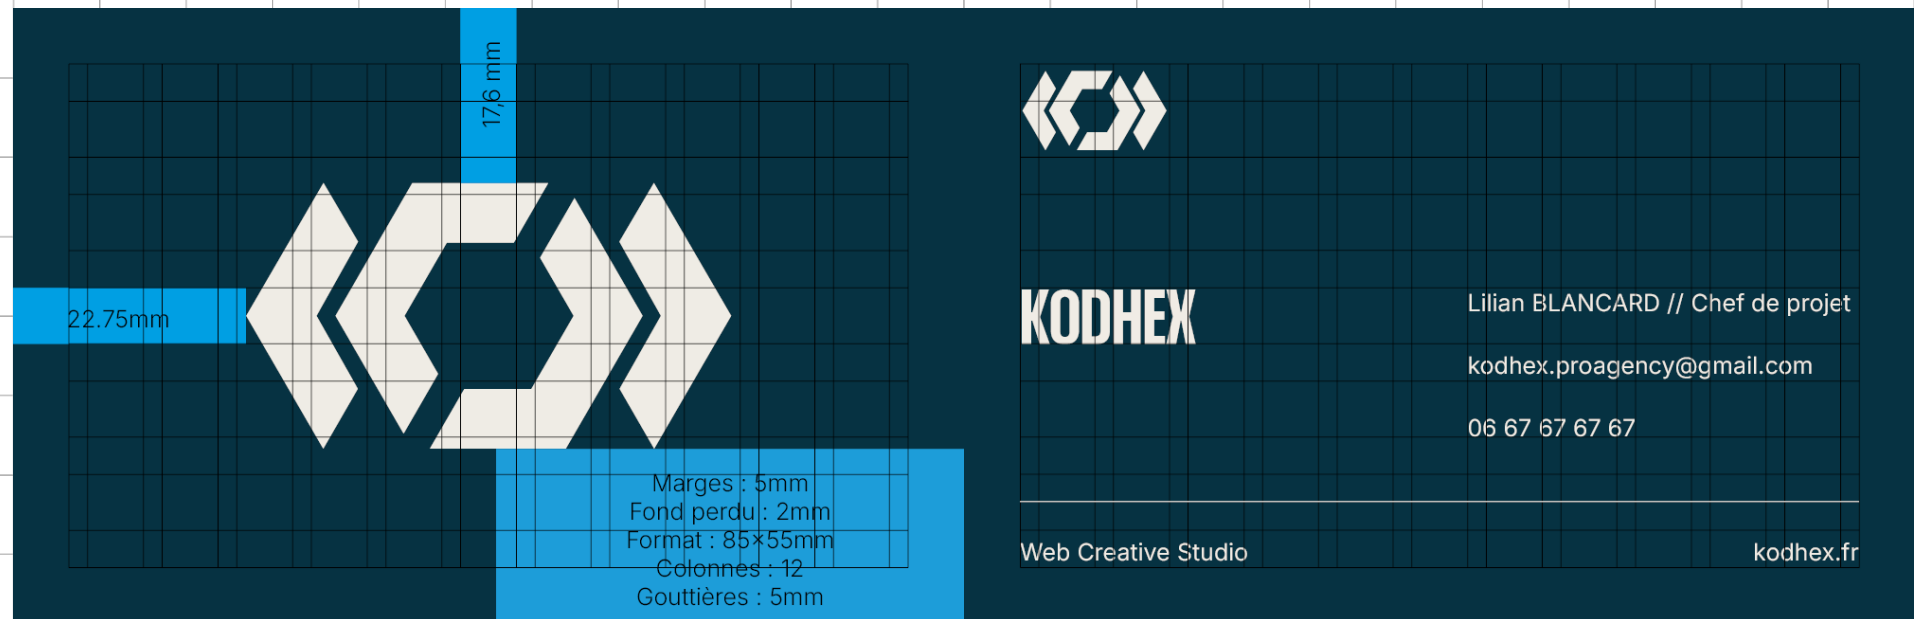 17,6 mm
22.75mm
Marges : 5mm
Fond perdu : 2mm
Format : 85×55mm
Colonnes : 12
Gouttières : 5mm
KODHEX
Lilian BLANCARD // Chef de projet
kodhex.proagency@gmail.com
06 67 67 67 67
Web Creative Studio
kodhex.fr